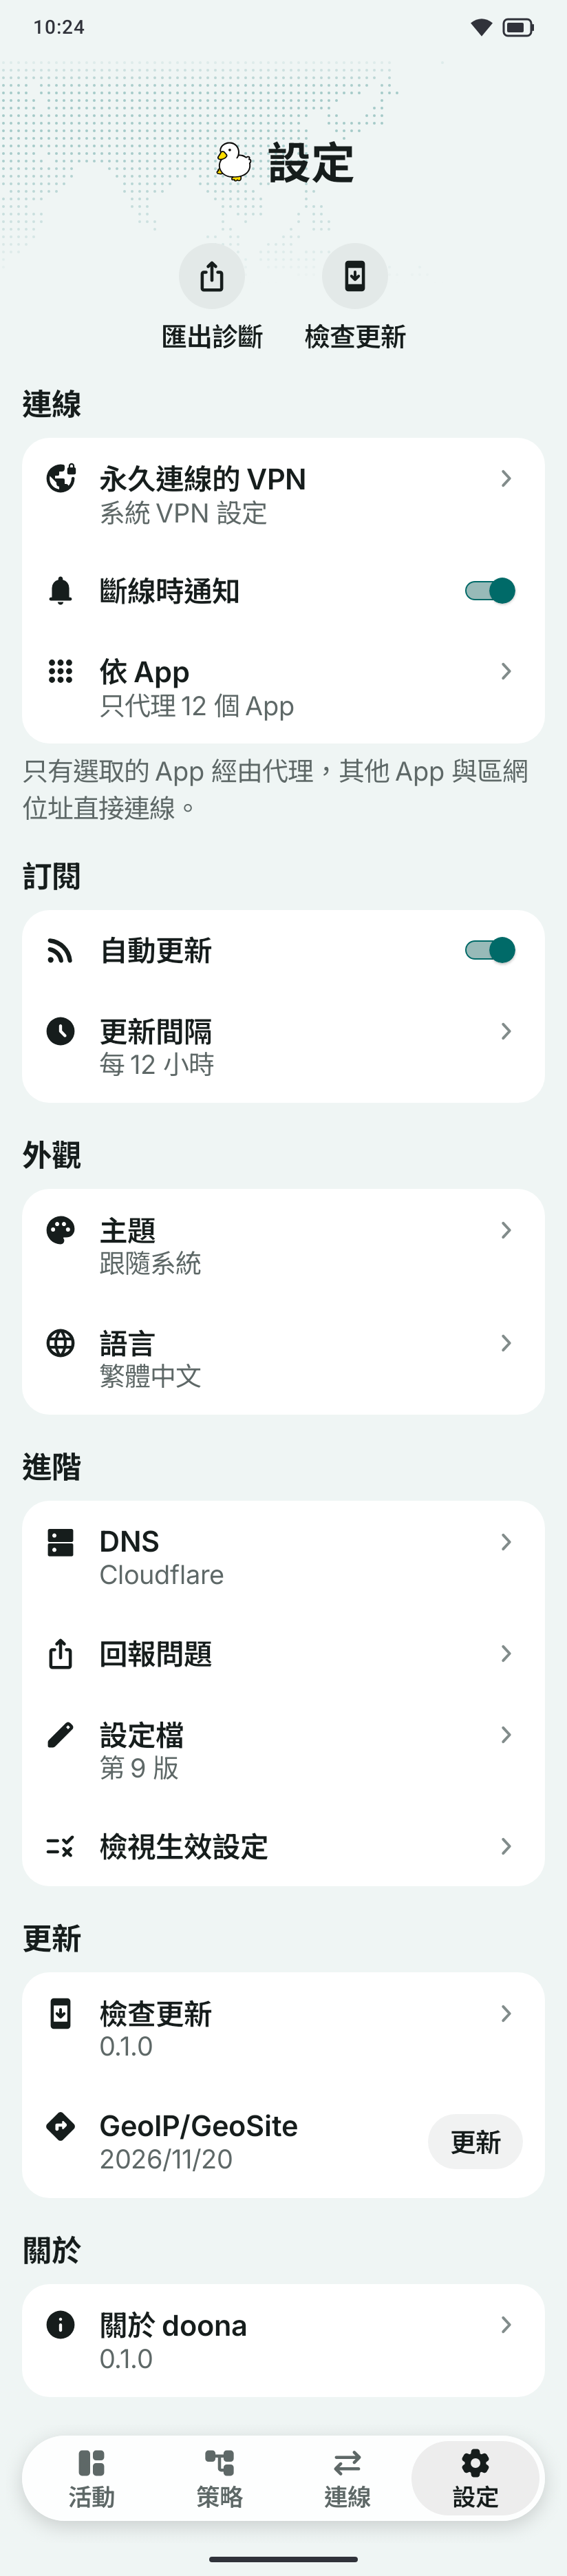 10:24
設定
匯出診斷
檢查更新
連線
永久連線的 VPN
系統 VPN 設定
斷線時通知
依 App
只代理 12 個 App
只有選取的 App 經由代理，其他 App 與區網
位址直接連線。
訂閱
自動更新
更新間隔
每 12 小時
外觀
主題
跟隨系統
語言
繁體中文
進階
DNS
Cloudflare
回報問題
設定檔
第 9 版
檢視生效設定
更新
檢查更新
0.1.0
GeoIP/GeoSite
2026/11/20
更新
關於
關於 doona
0.1.0
活動
策略
連線
設定